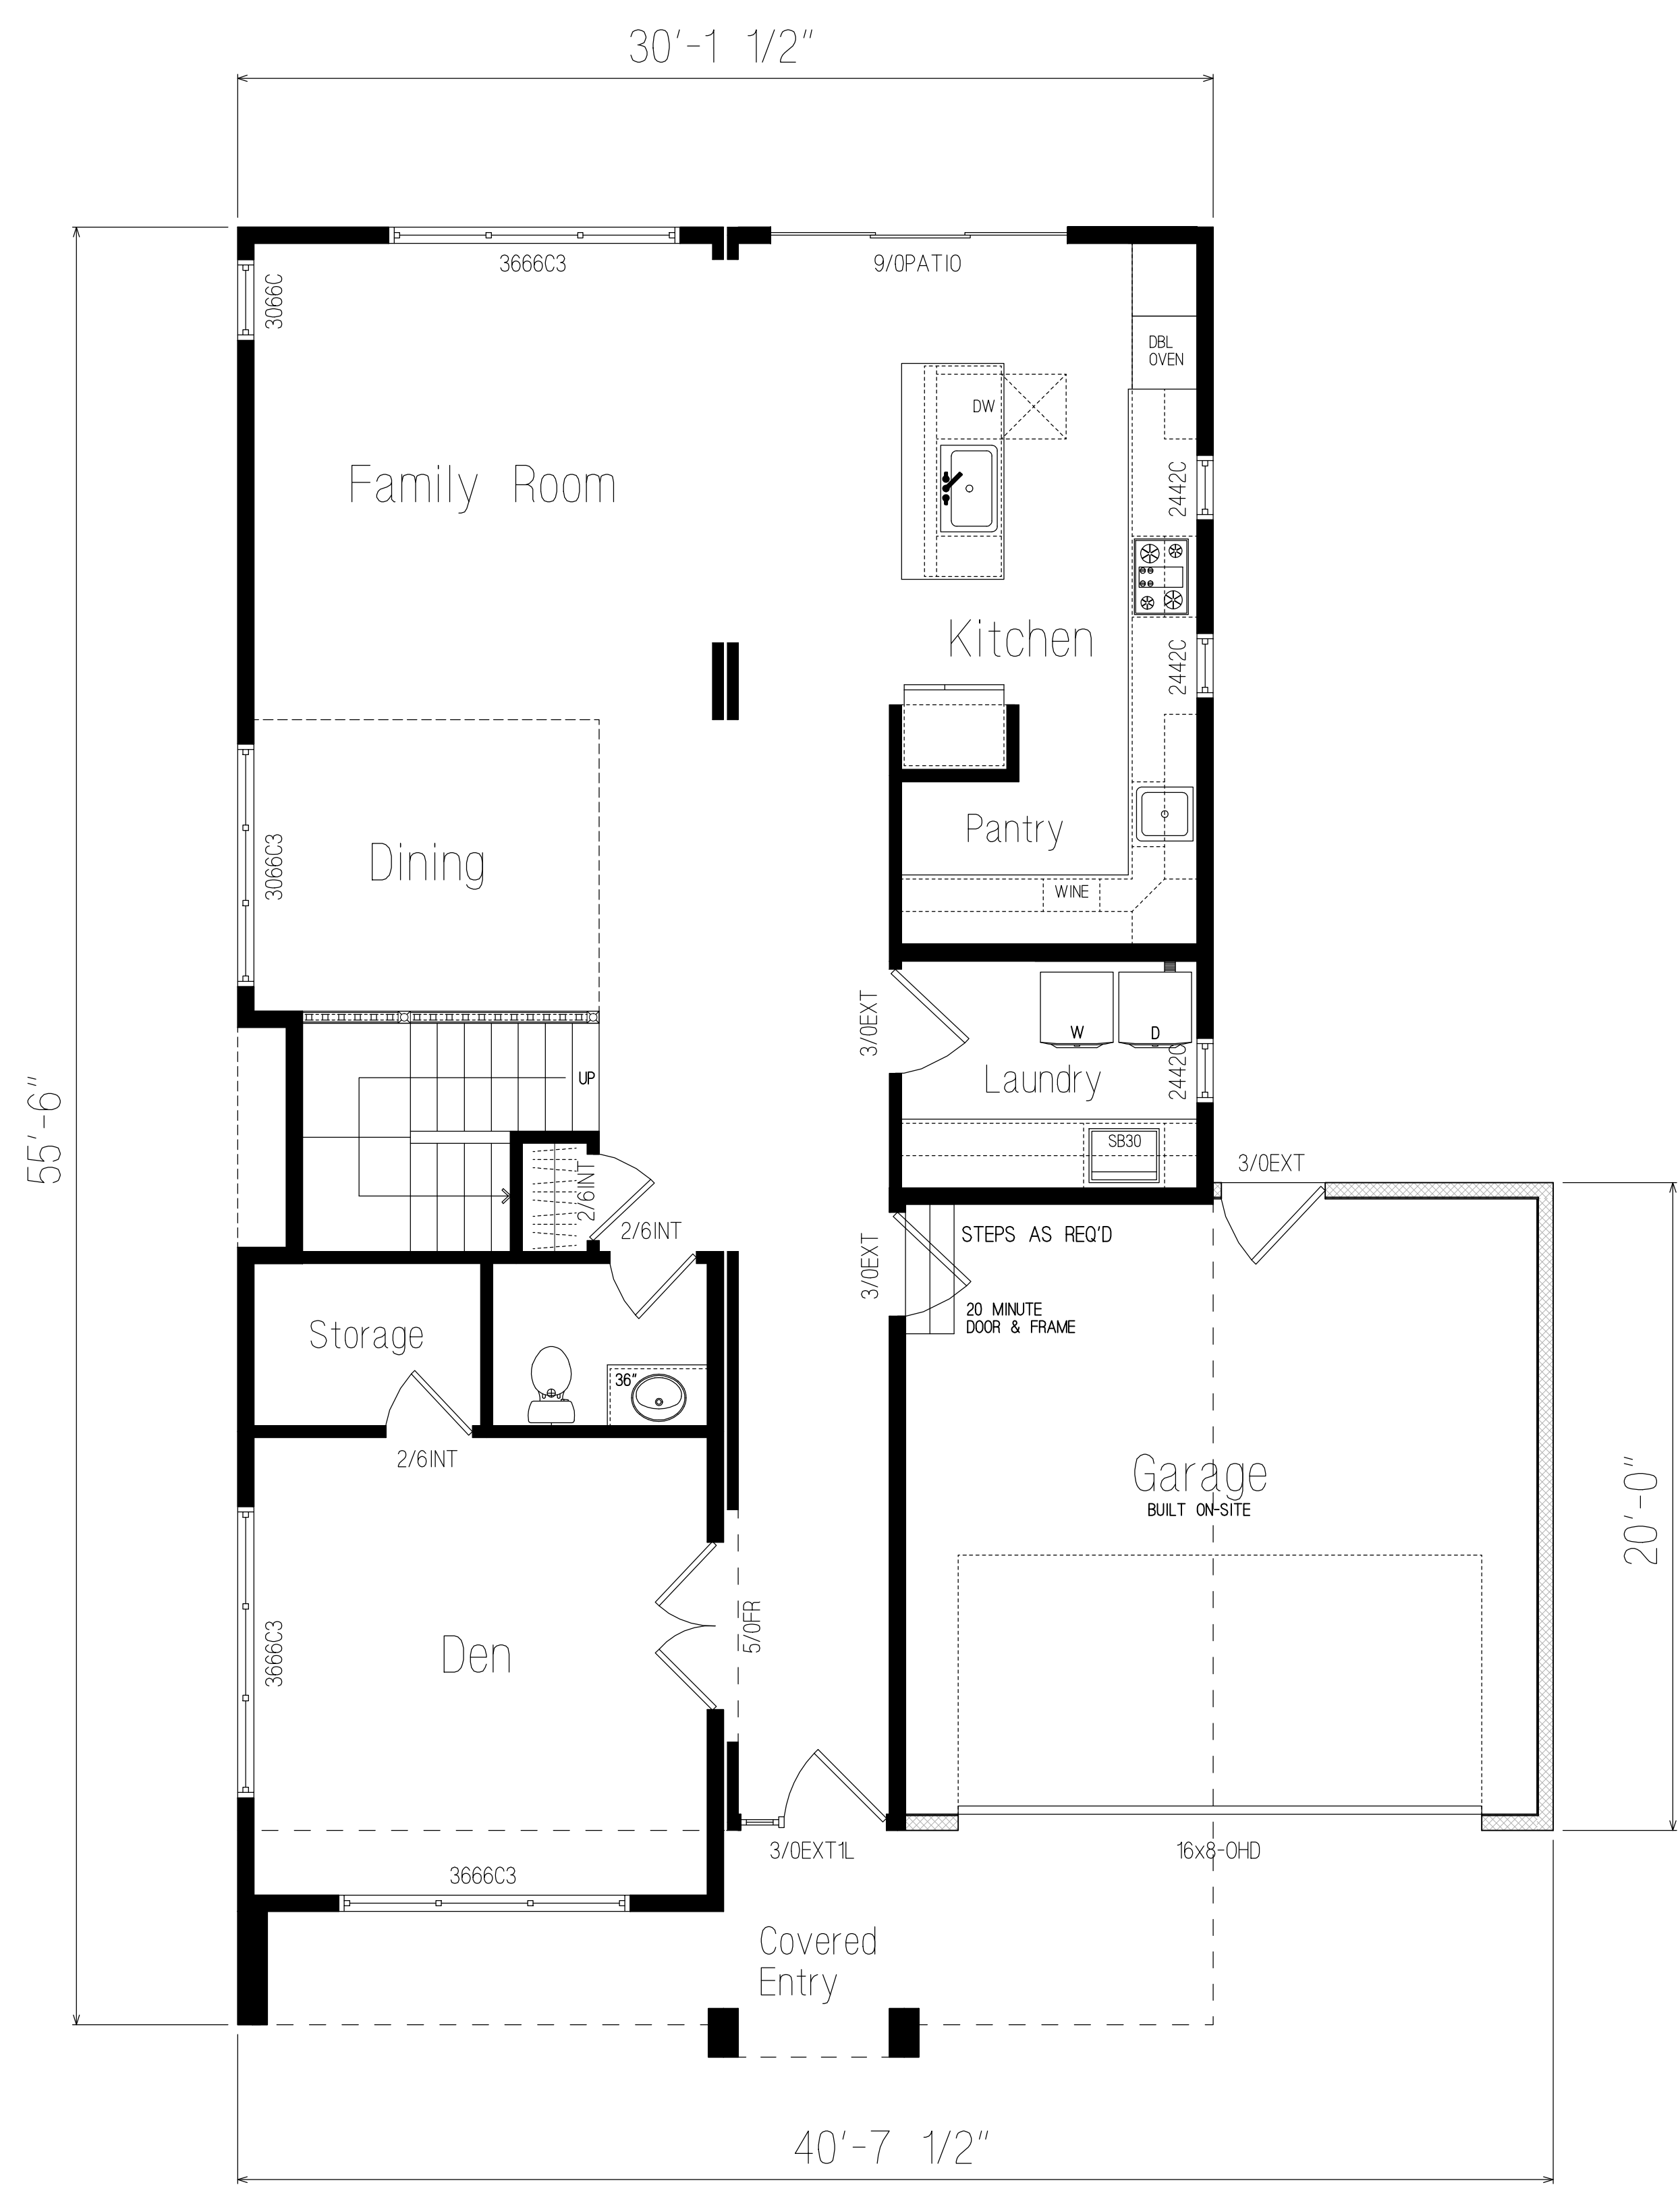 30'-1 1/2"
3666C3
9/0PATIO
3066C
DBL
OVEN
DW
Family Room
2442C
Kitchen
2442C
Pantry
Dining
3066C3
WINE
3/0EXT
W
D
UP
Laundry
2442C
55'-6"
SB30
3/0EXT
2/6INT
2/6INT
STEPS AS REQ'D
3/0EXT
20 MINUTE
DOOR & FRAME
Storage
36"
2/6INT
Garage
BUILT ON-SITE
20'-0"
3666C3
Den
5/0FR
3/0EXT1L
16x8-OHD
3666C3
Covered
Entry
40'-7 1/2"